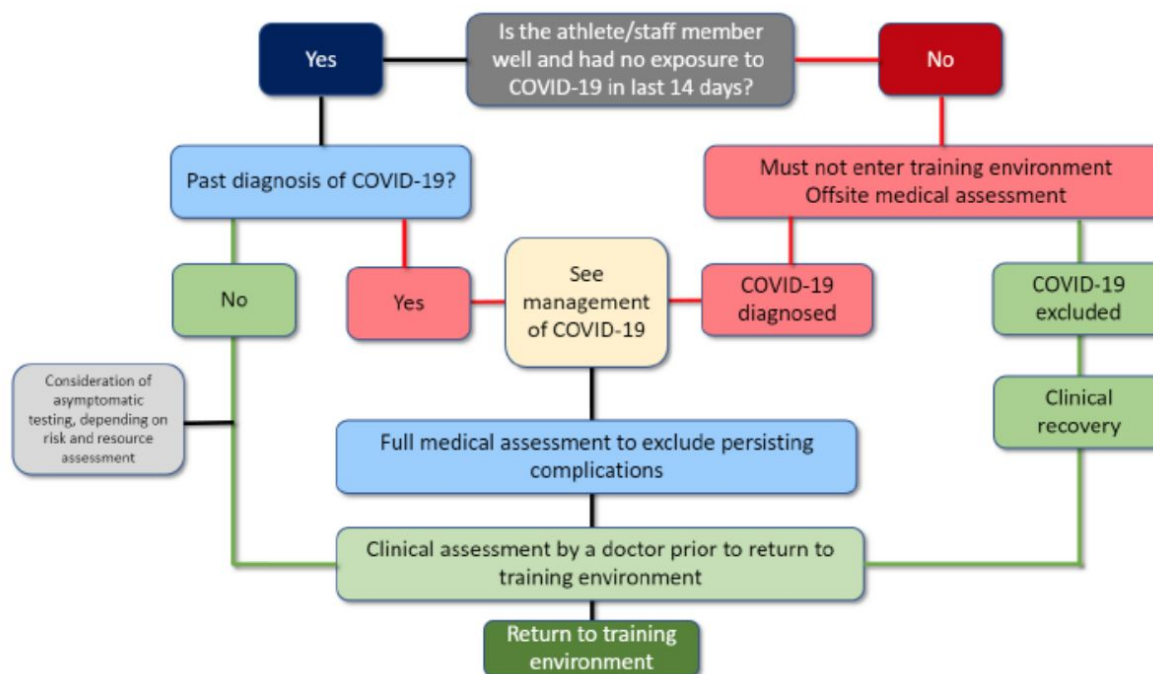 Is the athlete/staff member
well and had no exposure to
COVID-19 in last 14 days?
Yes
No
Past diagnosis of COVID-19?
Must not enter training environment
Offsite medical assessment
No
Yes
See
management
of COVID-19
COVID-19
diagnosed
COVID-19
excluded
Consideration of
asymptomatic
testing, depending on
risk and resource
assessment
Clinical
recovery
Full medical assessment to exclude persisting
complications
Clinical assessment by a doctor prior to return to
training environment
Return to training
environment